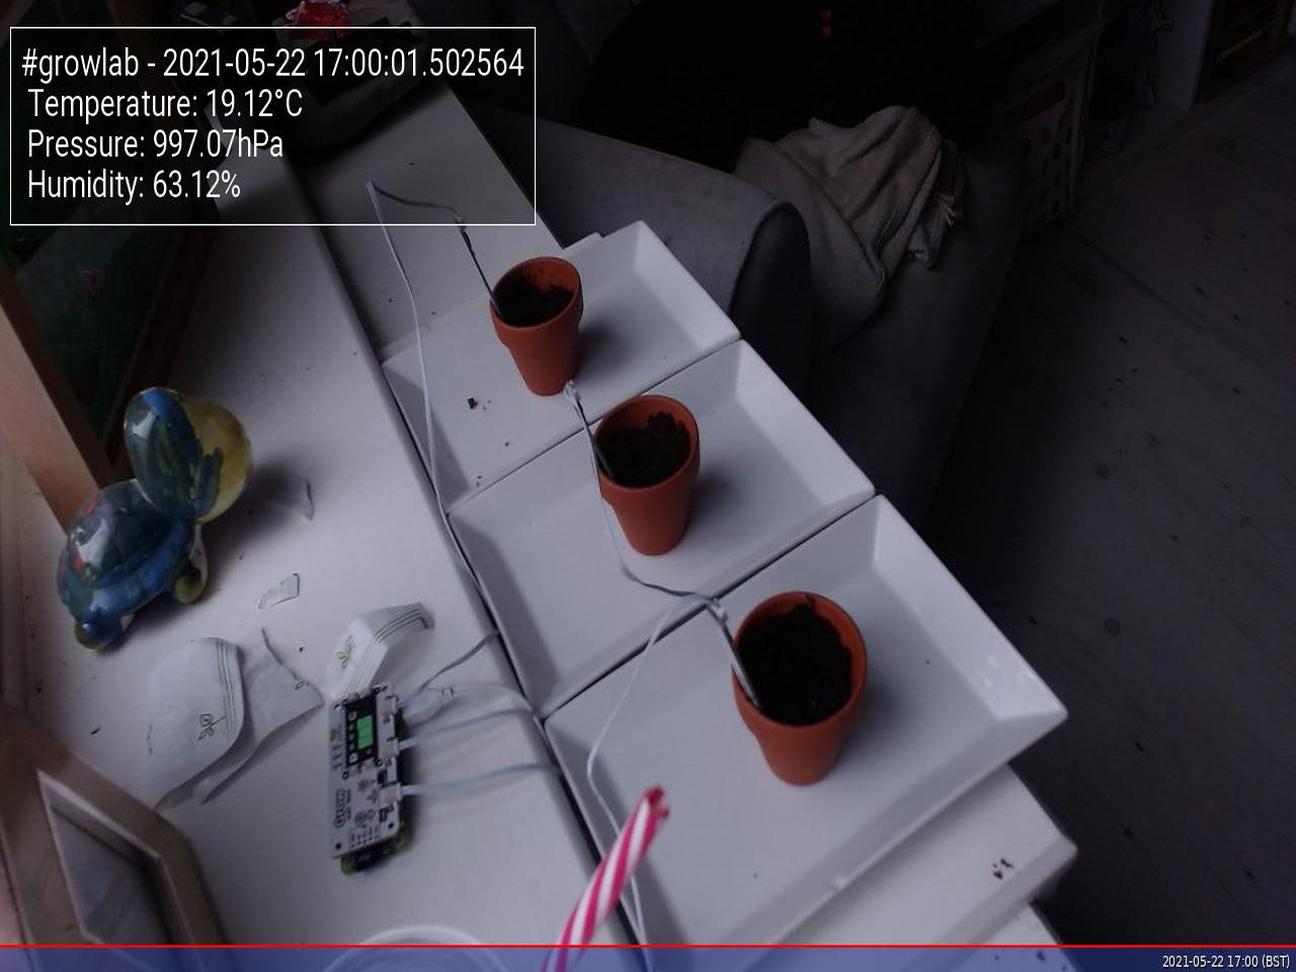 #growlab - 2021-05-22 17:00:01.502564
Temperature: 19.12°C
Pressure: 997.07hPa
Humidity: 63.12%
2021-05-22 17:00 (BST)